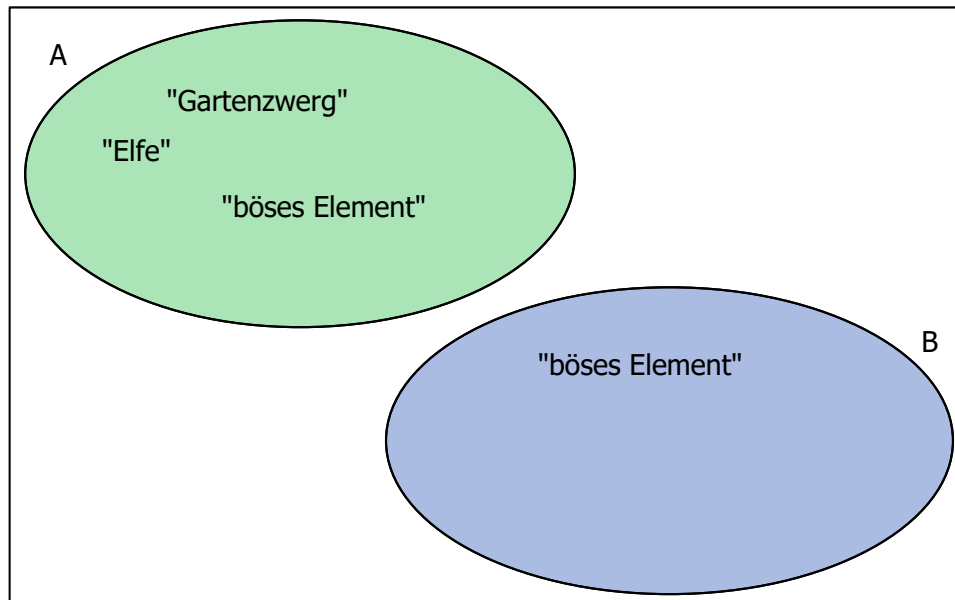 A
"Gartenzwerg"
"Elfe"
"böses Element"
B
"böses Element"